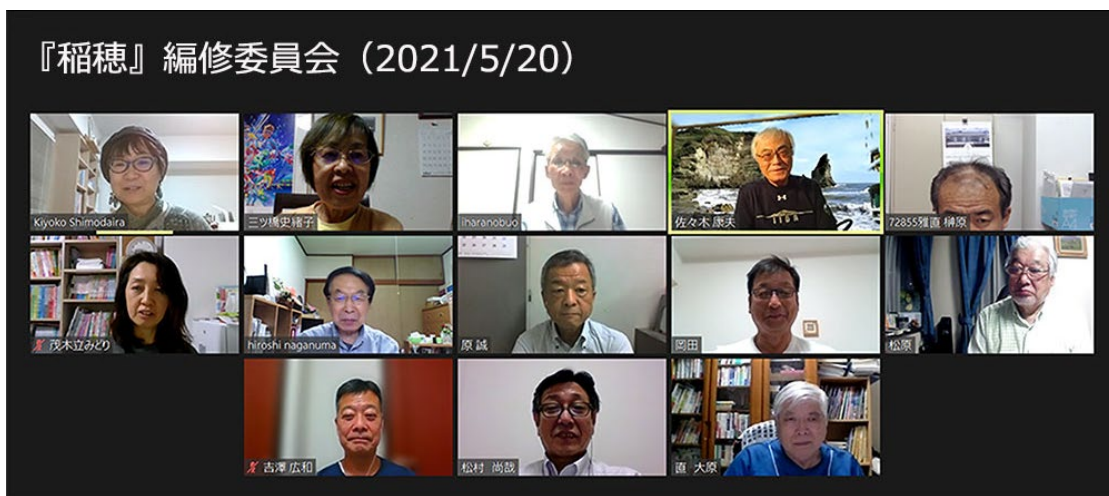 『稲穂』編修委員会（2021/5/20）
Kiyoko Shimodaira
三ツ橋史緒子
iharanobuo
佐々木 康夫
72855雅直 榊原
茂木立みどり
hiroshi naganuma
原 誠
岡田
松原
吉澤 広和
松村 尚哉
直 大原